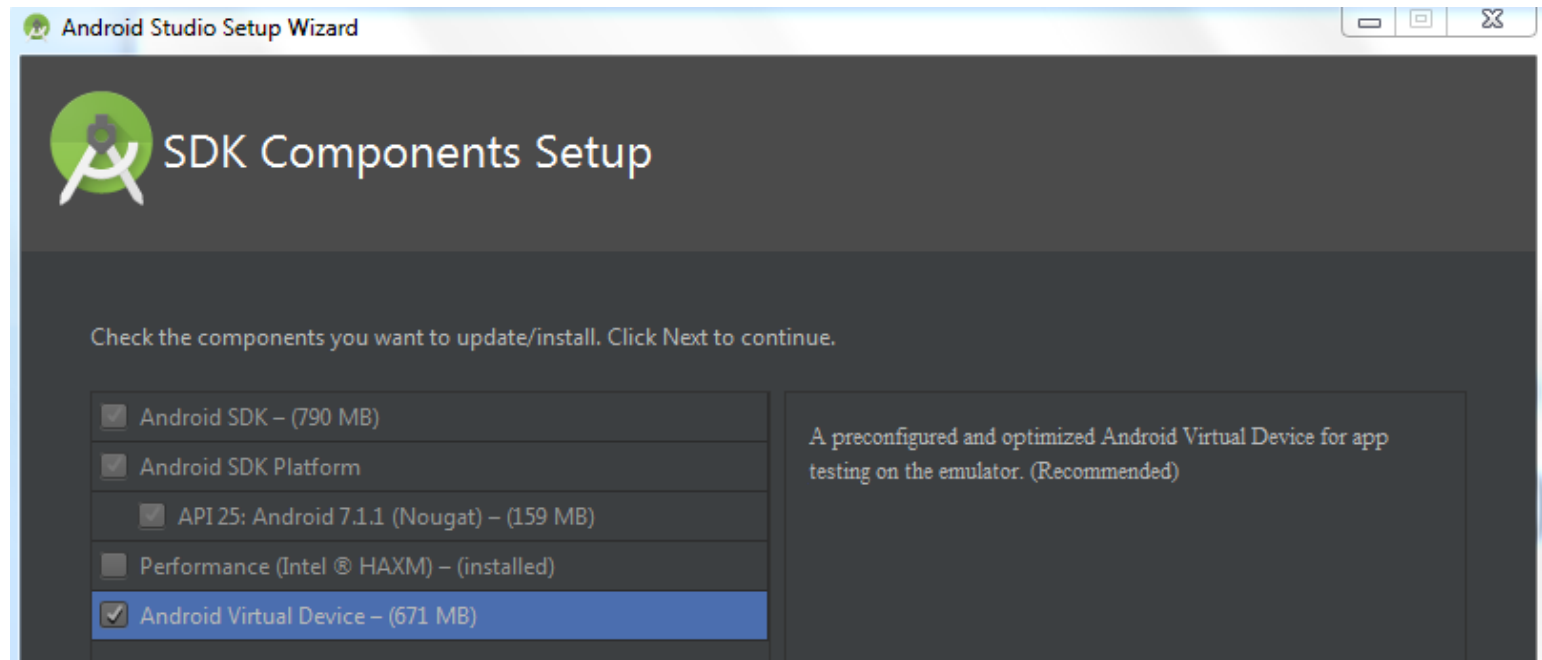 Android Studio Setup Wizard
SDK Components Setup
Check the components you want to update/install. Click Next to continue.
Android SDK – (790 MB)
Android SDK Platform
API 25: Android 7.1.1 (Nougat) – (159 MB)
Performance (Intel ® HAXM) – (installed)
Android Virtual Device – (671 MB)
A preconfigured and optimized Android Virtual Device for app
testing on the emulator. (Recommended)